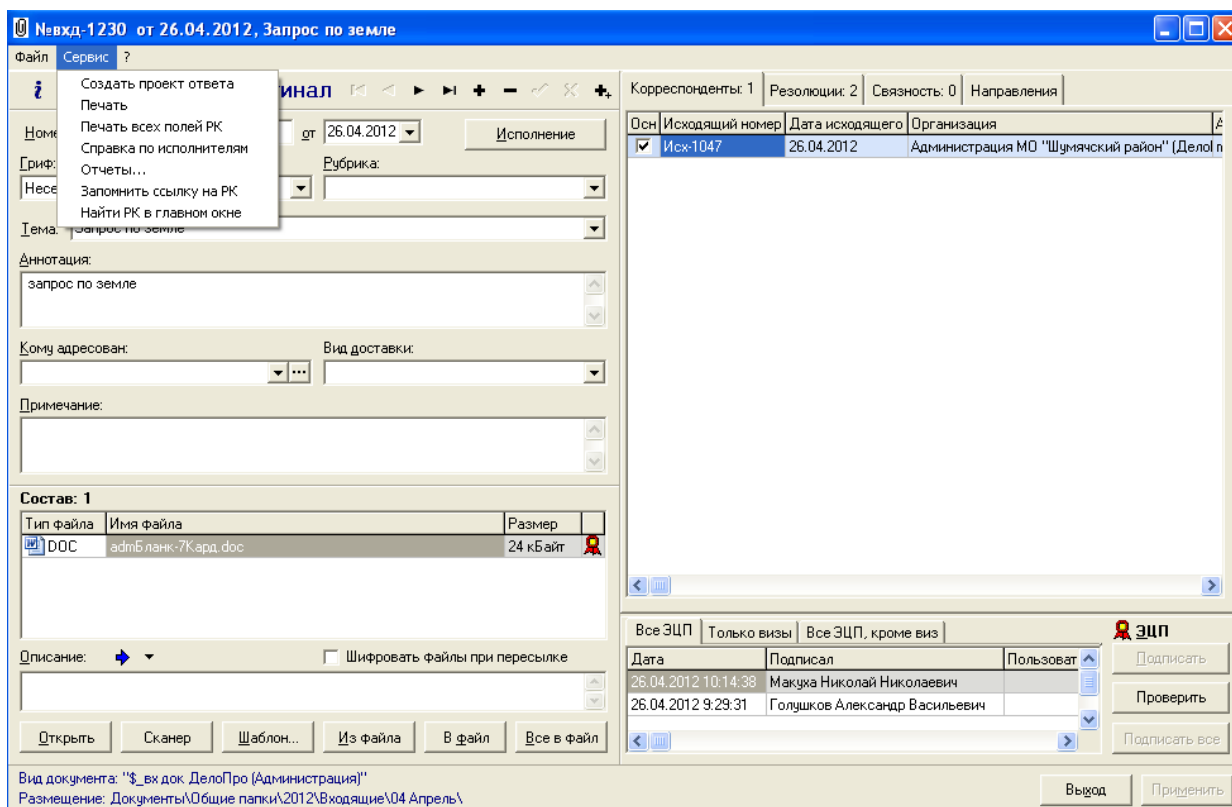 №вхд-1230 от 26.04.2012, Запрос по земле
Файл Сервис ?
Создать проект ответа
Печать
Печать всех полей РК
Справка по исполнителям
Отчеты...
Запомнить ссылку на РК
Найти РК в главном окне
инал
Номе от 26.04.2012 Исполнение
Гриф: Рубрика:
Несе
Тема: Запрос по земле
Аннотация:
запрос по земле
Кому адресован: Вид доставки:
Примечание:
Состав: 1
Тип файла Имя файла Размер
DOC admБланк-7Кард.doc 24 кБайт
Описание: Шифровать файлы при пересылке
Открыть Сканер Шаблон... Из файла В файл Все в файл
Корреспонденты: 1 Резолюции: 2 Связность: 0 Направления
Осн Исходящий номер Дата исходящего Организация А
Исх-1047 26.04.2012 Администрация МО "Шумячский район" (Дело
Все ЭЦП Только визы Все ЭЦП, кроме виз ЭЦП
Дата Подписал Пользоват
26.04.2012 10:14:38 Макуха Николай Николаевич
26.04.2012 9:29:31 Голушков Александр Васильевич
Подписать
Проверить
Подписать все
Вид документа: "$_вх док ДелоПро (Администрация)"
Размещение: Документы\Общие папки\2012\Входящие\04 Апрель\
Выход Применить